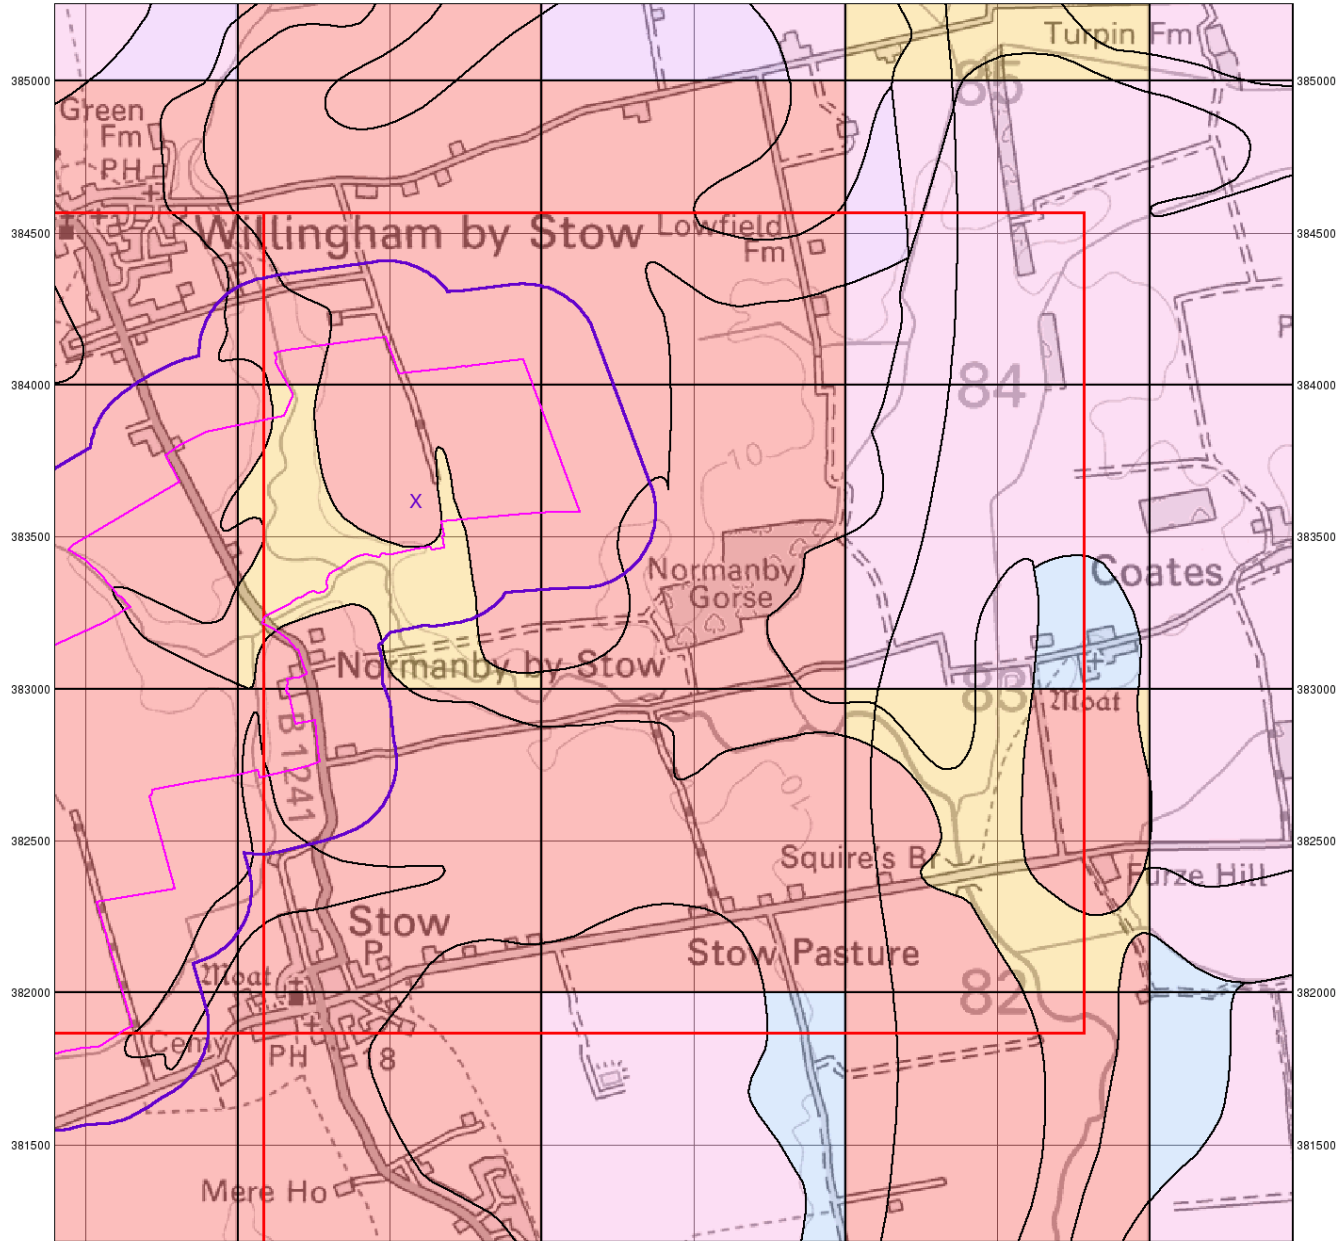 Turpin Fm
385000
85
385000
Green
Fm
PH
384500
Willingham by Stow
Lowfield
Fm
384500
P
384000
84
384000
10
X
383500
383500
Normanby
Gorse
Coates
Normanby by Stow
383000
83
Moat
383000
B 1241
10
382500
Squire's Br
382500
Furze Hill
Stow
P
Stow Pasture
Moat
382000
82
382000
Cemy
PH
8
381500
381500
Mere Ho